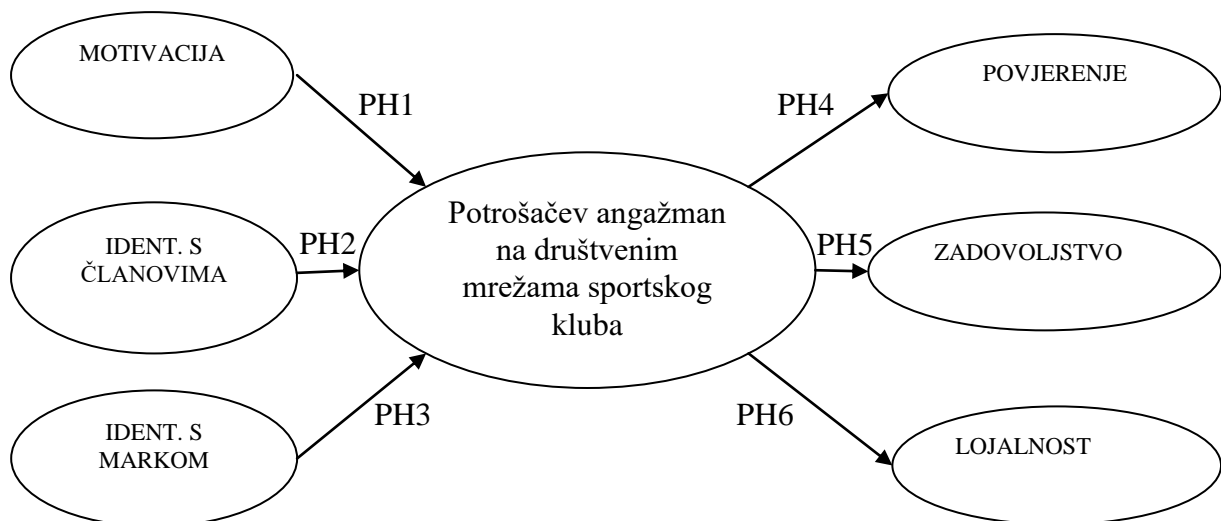 MOTIVACIJA
PH1
IDENT. S
ČLANOVIMA
PH2
IDENT. S
MARKOM
PH3
Potrošačev angažman
na društvenim
mrežama sportskog
kluba
PH4
POVJERENJE
PH5
ZADOVOLJSTVO
PH6
LOJALNOST